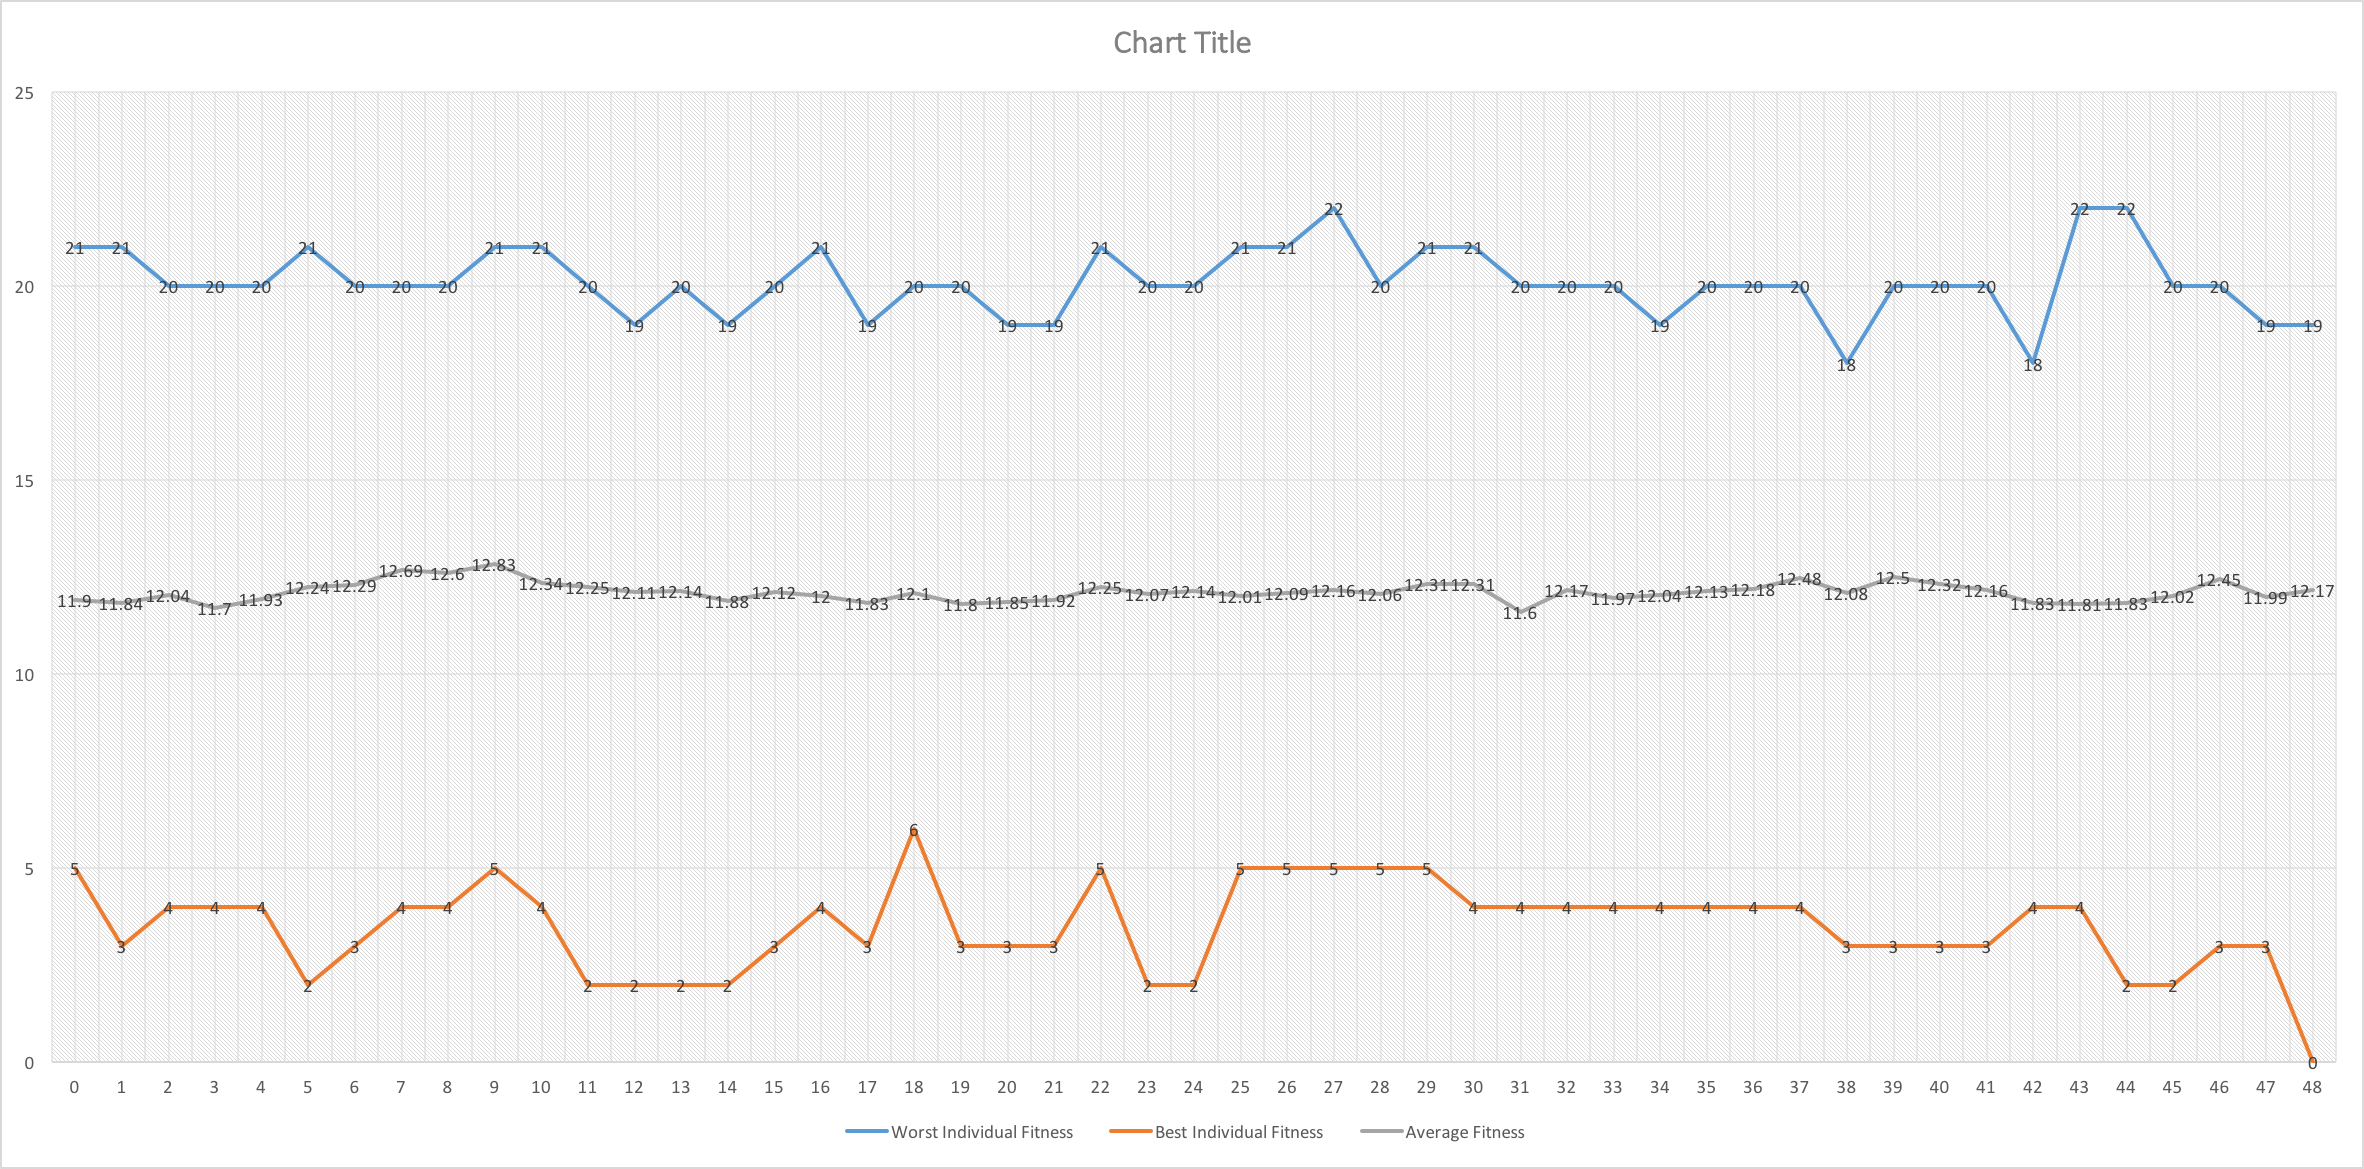 Chart Title
25
22 22 22
21 21 21 21 21 21 21 21 21 21 21
20 20 20 20 20 20 20 20 20 20 20 20 20 20 20 20 20 20 20 20 20 20 20 20 20 20
19 19 19 19 19 19 19 19
18 18
15
11.9 11.84 12.04 11.7 11.93 12.24 12.29 12.69 12.6 12.83 12.34 12.25 12.11 12.14 11.88 12.12 12 11.83 12.1 11.8 11.85 11.92 12.25 12.07 12.14 12.01 12.09 12.16 12.06 12.31 12.31 11.6 12.17 11.97 12.04 12.13 12.18 12.48 12.08 12.5 12.32 12.16 11.83 11.81 11.83 12.02 12.45 11.99 12.17
10
6
5 5 5 5 5 5 5 5 5
4 4 4 4 4 4 4 4 4 4 4 4 4 4 4 4 4
3 3 3 3 3 3 3 3 3 3 3 3 3
2 2 2 2 2 2 2 2 2
0 0
0 1 2 3 4 5 6 7 8 9 10 11 12 13 14 15 16 17 18 19 20 21 22 23 24 25 26 27 28 29 30 31 32 33 34 35 36 37 38 39 40 41 42 43 44 45 46 47 48
Worst Individual Fitness Best Individual Fitness Average Fitness